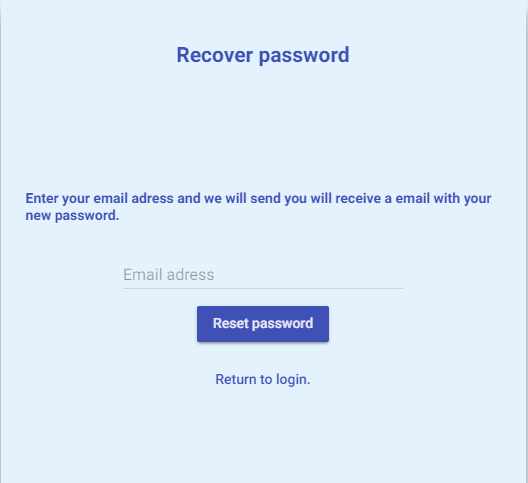 Recover password
Enter your email adress and we will send you will receive a email with your
new password.
Email adress
Reset password
Return to login.